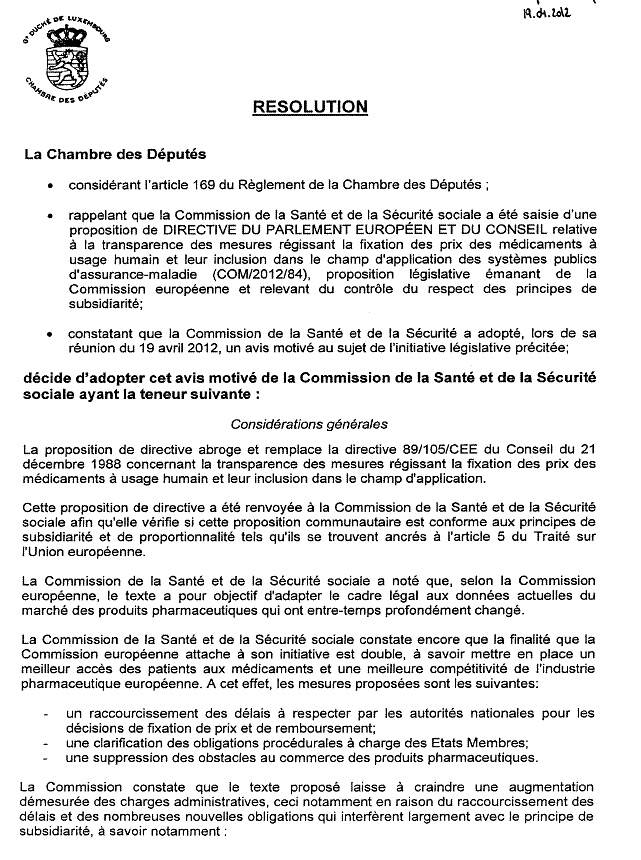 19.04.2012
Gd DUCHÉ DE LUXEMBOURG
CHAMBRE DES DÉPUTÉS
RESOLUTION
La Chambre des Députés
• considérant l'article 169 du Règlement de la Chambre des Députés ;
• rappelant que la Commission de la Santé et de la Sécurité sociale a été saisie d'une
proposition de DIRECTIVE DU PARLEMENT EUROPÉEN ET DU CONSEIL relative
à la transparence des mesures régissant la fixation des prix des médicaments à
usage humain et leur inclusion dans le champ d'application des systèmes publics
d'assurance-maladie (COM/2012/84), proposition législative émanant de la
Commission européenne et relevant du contrôle du respect des principes de
subsidiarité;
• constatant que la Commission de la Santé et de la Sécurité a adopté, lors de sa
réunion du 19 avril 2012, un avis motivé au sujet de l'initiative législative précitée;
décide d'adopter cet avis motivé de la Commission de la Santé et de la Sécurité
sociale ayant la teneur suivante :
Considérations générales
La proposition de directive abroge et remplace la directive 89/105/CEE du Conseil du 21
décembre 1988 concernant la transparence des mesures régissant la fixation des prix des
médicaments à usage humain et leur inclusion dans le champ d'application.
Cette proposition de directive a été renvoyée à la Commission de la Santé et de la Sécurité
sociale afin qu'elle vérifie si cette proposition communautaire est conforme aux principes de
subsidiarité et de proportionnalité tels qu'ils se trouvent ancrés à l'article 5 du Traité sur
l'Union européenne.
La Commission de la Santé et de la Sécurité sociale a noté que, selon la Commission
européenne, le texte a pour objectif d'adapter le cadre légal aux données actuelles du
marché des produits pharmaceutiques qui ont entre-temps profondément changé.
La Commission de la Santé et de la Sécurité sociale constate encore que la finalité que la
Commission européenne attache à son initiative est double, à savoir mettre en place un
meilleur accès des patients aux médicaments et une meilleure compétitivité de l'industrie
pharmaceutique européenne. A cet effet, les mesures proposées sont les suivantes:
- un raccourcissement des délais à respecter par les autorités nationales pour les
décisions de fixation de prix et de remboursement;
- une clarification des obligations procédurales à charge des Etats Membres;
- une suppression des obstacles au commerce des produits pharmaceutiques.
La Commission constate que le texte proposé laisse à craindre une augmentation
démesurée des charges administratives, ceci notamment en raison du raccourcissement des
délais et des nombreuses nouvelles obligations qui interfèrent largement avec le principe de
subsidiarité, à savoir notamment :